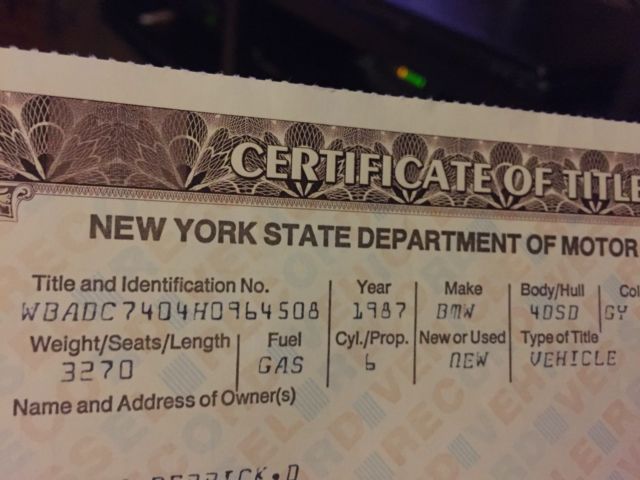 CERTIFICATE OF TITLE
NEW YORK STATE DEPARTMENT OF MOTOR
Title and Identification No. Year Make Body/Hull Col
WBADC7404H0964508 1987 BMW 4DSD GY
Weight/Seats/Length Fuel Cyl./Prop. New or Used Type of Title
3270 GAS 6 NEW VEHICLE
Name and Address of Owner(s)